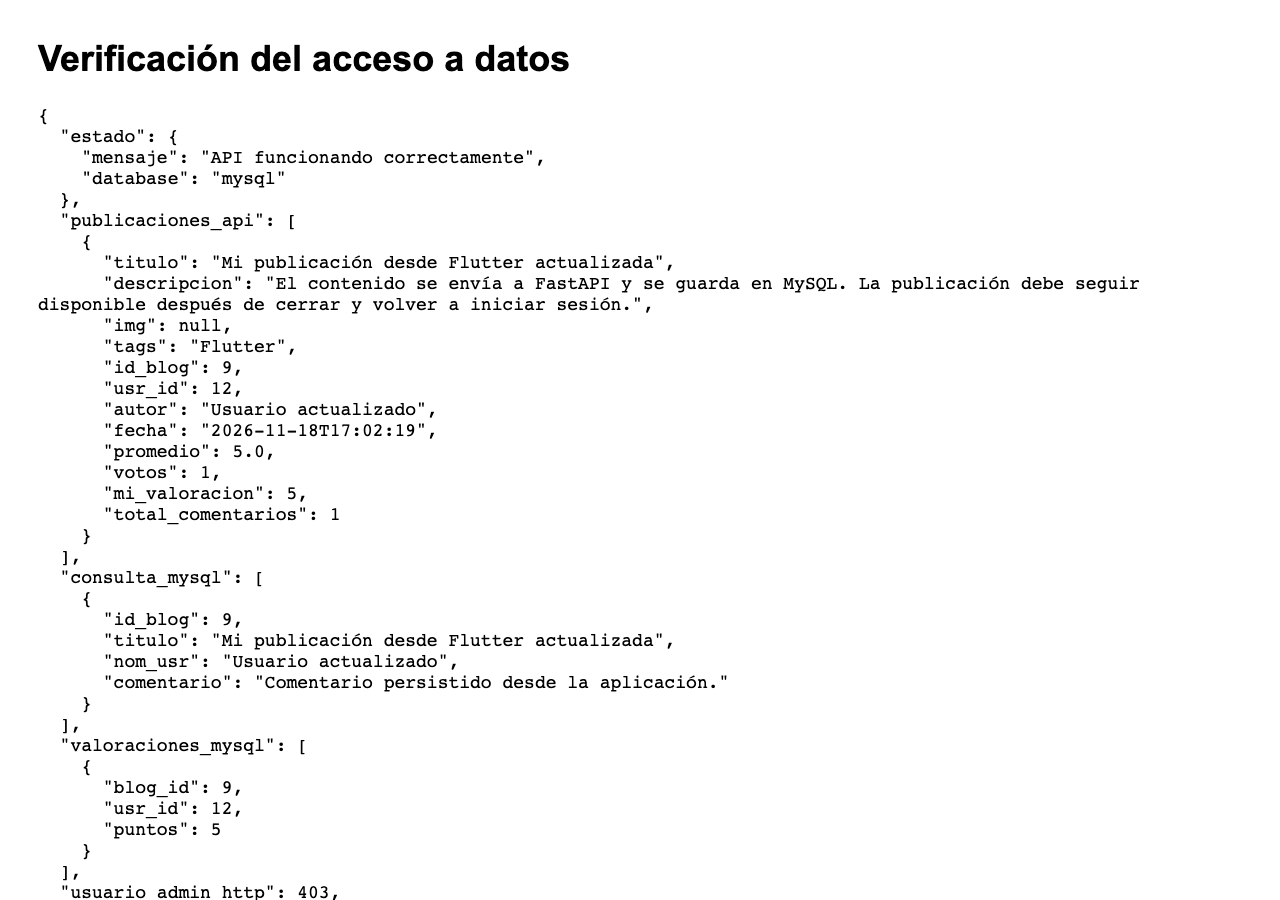 Verificación del acceso a datos
{
  "estado": {
    "mensaje": "API funcionando correctamente",
    "database": "mysql"
  },
  "publicaciones_api": [
    {
      "titulo": "Mi publicación desde Flutter actualizada",
      "descripcion": "El contenido se envía a FastAPI y se guarda en MySQL. La publicación debe seguir
disponible después de cerrar y volver a iniciar sesión.",
      "img": null,
      "tags": "Flutter",
      "id_blog": 9,
      "usr_id": 12,
      "autor": "Usuario actualizado",
      "fecha": "2026-11-18T17:02:19",
      "promedio": 5.0,
      "votos": 1,
      "mi_valoracion": 5,
      "total_comentarios": 1
    }
  ],
  "consulta_mysql": [
    {
      "id_blog": 9,
      "titulo": "Mi publicación desde Flutter actualizada",
      "nom_usr": "Usuario actualizado",
      "comentario": "Comentario persistido desde la aplicación."
    }
  ],
  "valoraciones_mysql": [
    {
      "blog_id": 9,
      "usr_id": 12,
      "puntos": 5
    }
  ],
  "usuario_admin_http": 403,